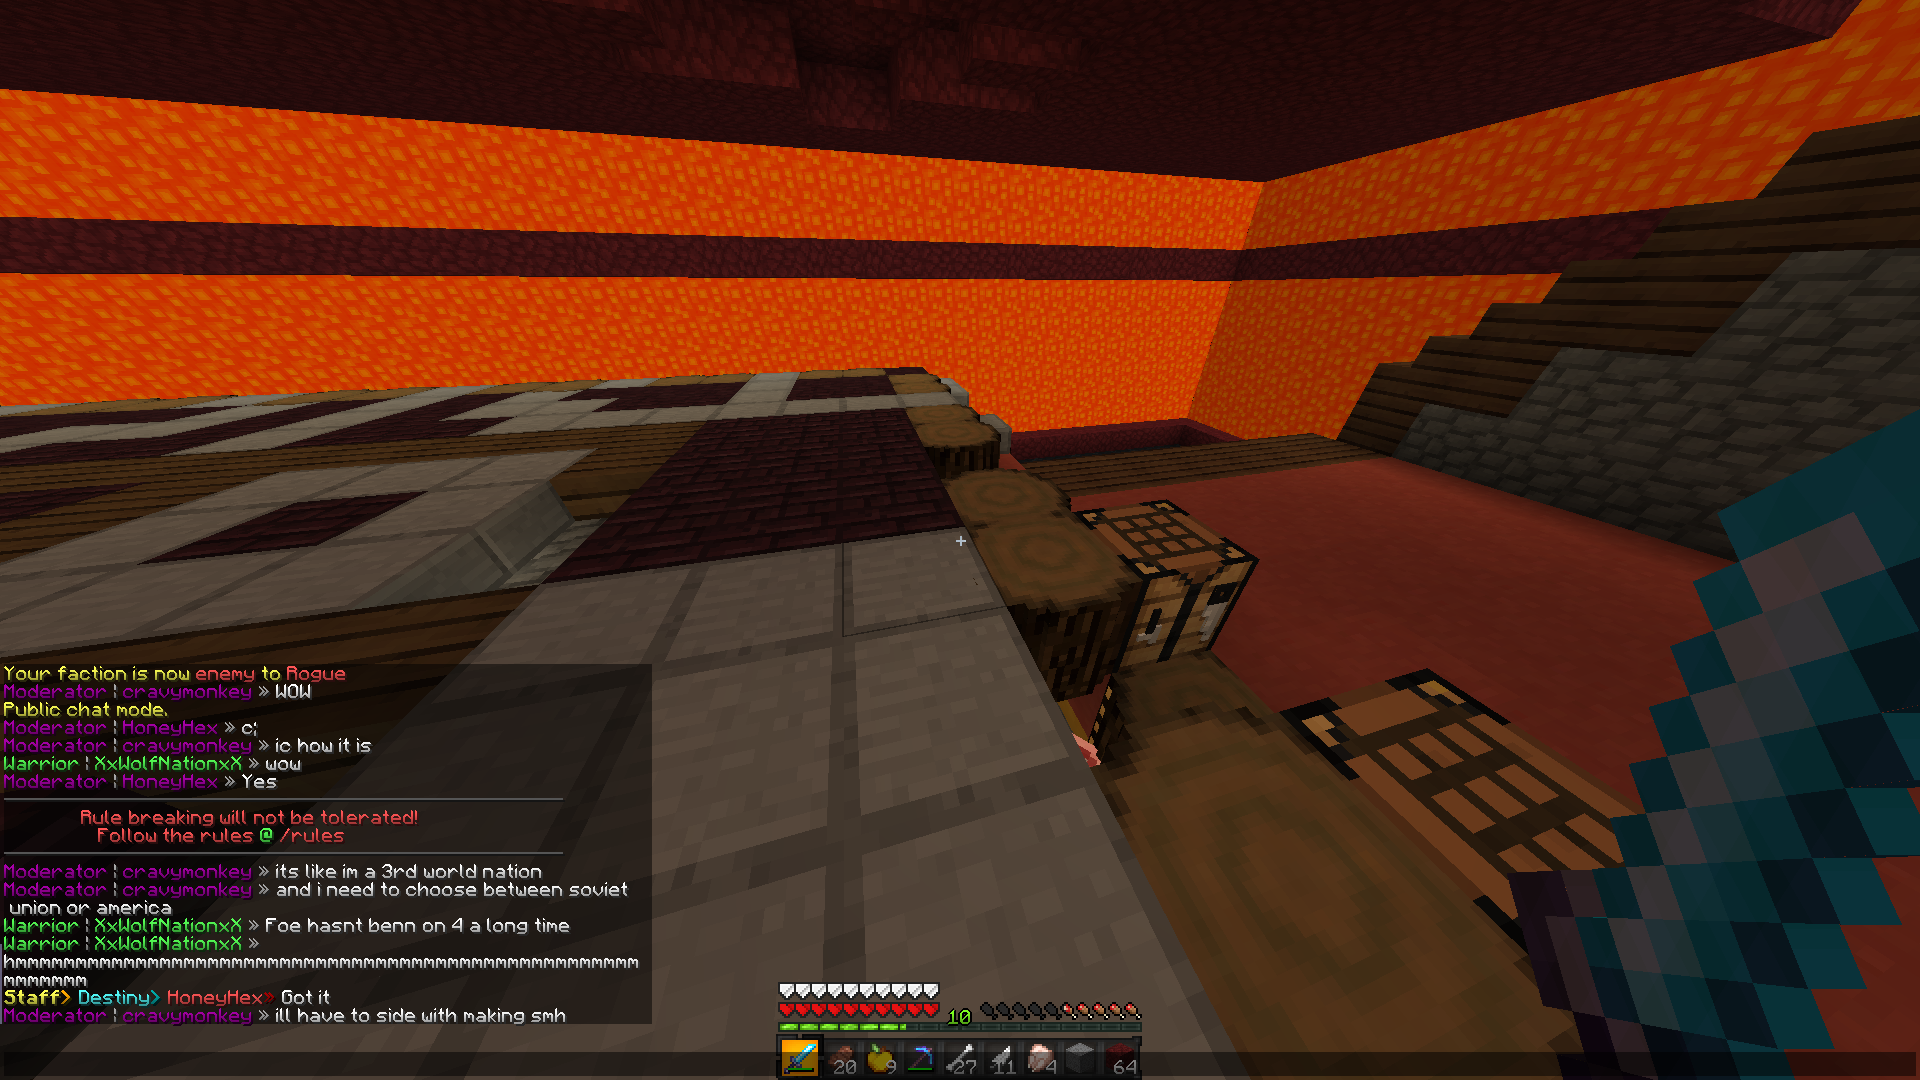 Your faction is now enemy to Rogue
Moderator | cravymonkey » WOW
Public chat mode.
Moderator | HoneyHex » c;
Moderator | cravymonkey » ic how it is
Warrior | XxWolfNationxX » wow
Moderator | HoneyHex » Yes
Rule breaking will not be tolerated!
Follow the rules @ /rules
Moderator | cravymonkey » its like im a 3rd world nation
Moderator | cravymonkey » and i need to choose between soviet
union or america
Warrior | XxWolfNationxX » Foe hasnt benn on 4 a long time
Warrior | XxWolfNationxX »
hmmmmmmmmmmmmmmmmmmmmmmmmmmmmmmmmmmmmmmmmmmmmmmmmmmm
mmmmmmm
Staff> Destiny> HoneyHex» Got it
Moderator | cravymonkey » ill have to side with making smh
10
20 9 27 11 4 64